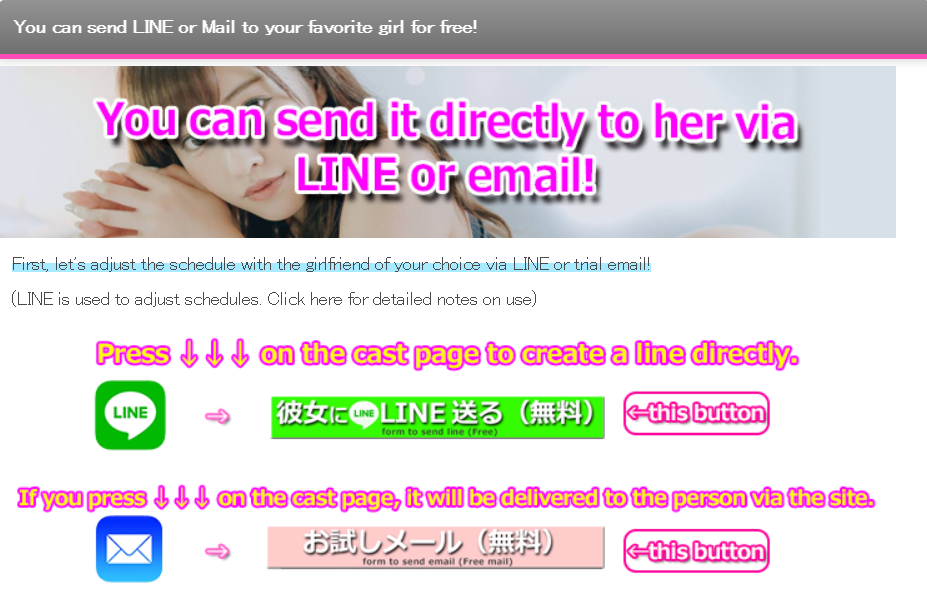 You can send LINE or Mail to your favorite girl for free!
You can send it directly to her via
LINE or email!
First, let's adjust the schedule with the girlfriend of your choice via LINE or trial email!
(LINE is used to adjust schedules. Click here for detailed notes on use)
Press ↓↓↓ on the cast page to create a line directly.
LINE ⇨ 彼女にLINE LINE 送る（無料） ←this button
form to send line (Free)
If you press ↓↓↓ on the cast page, it will be delivered to the person via the site.
⇨ お試しメール（無料） ←this button
form to send email (Free mail)